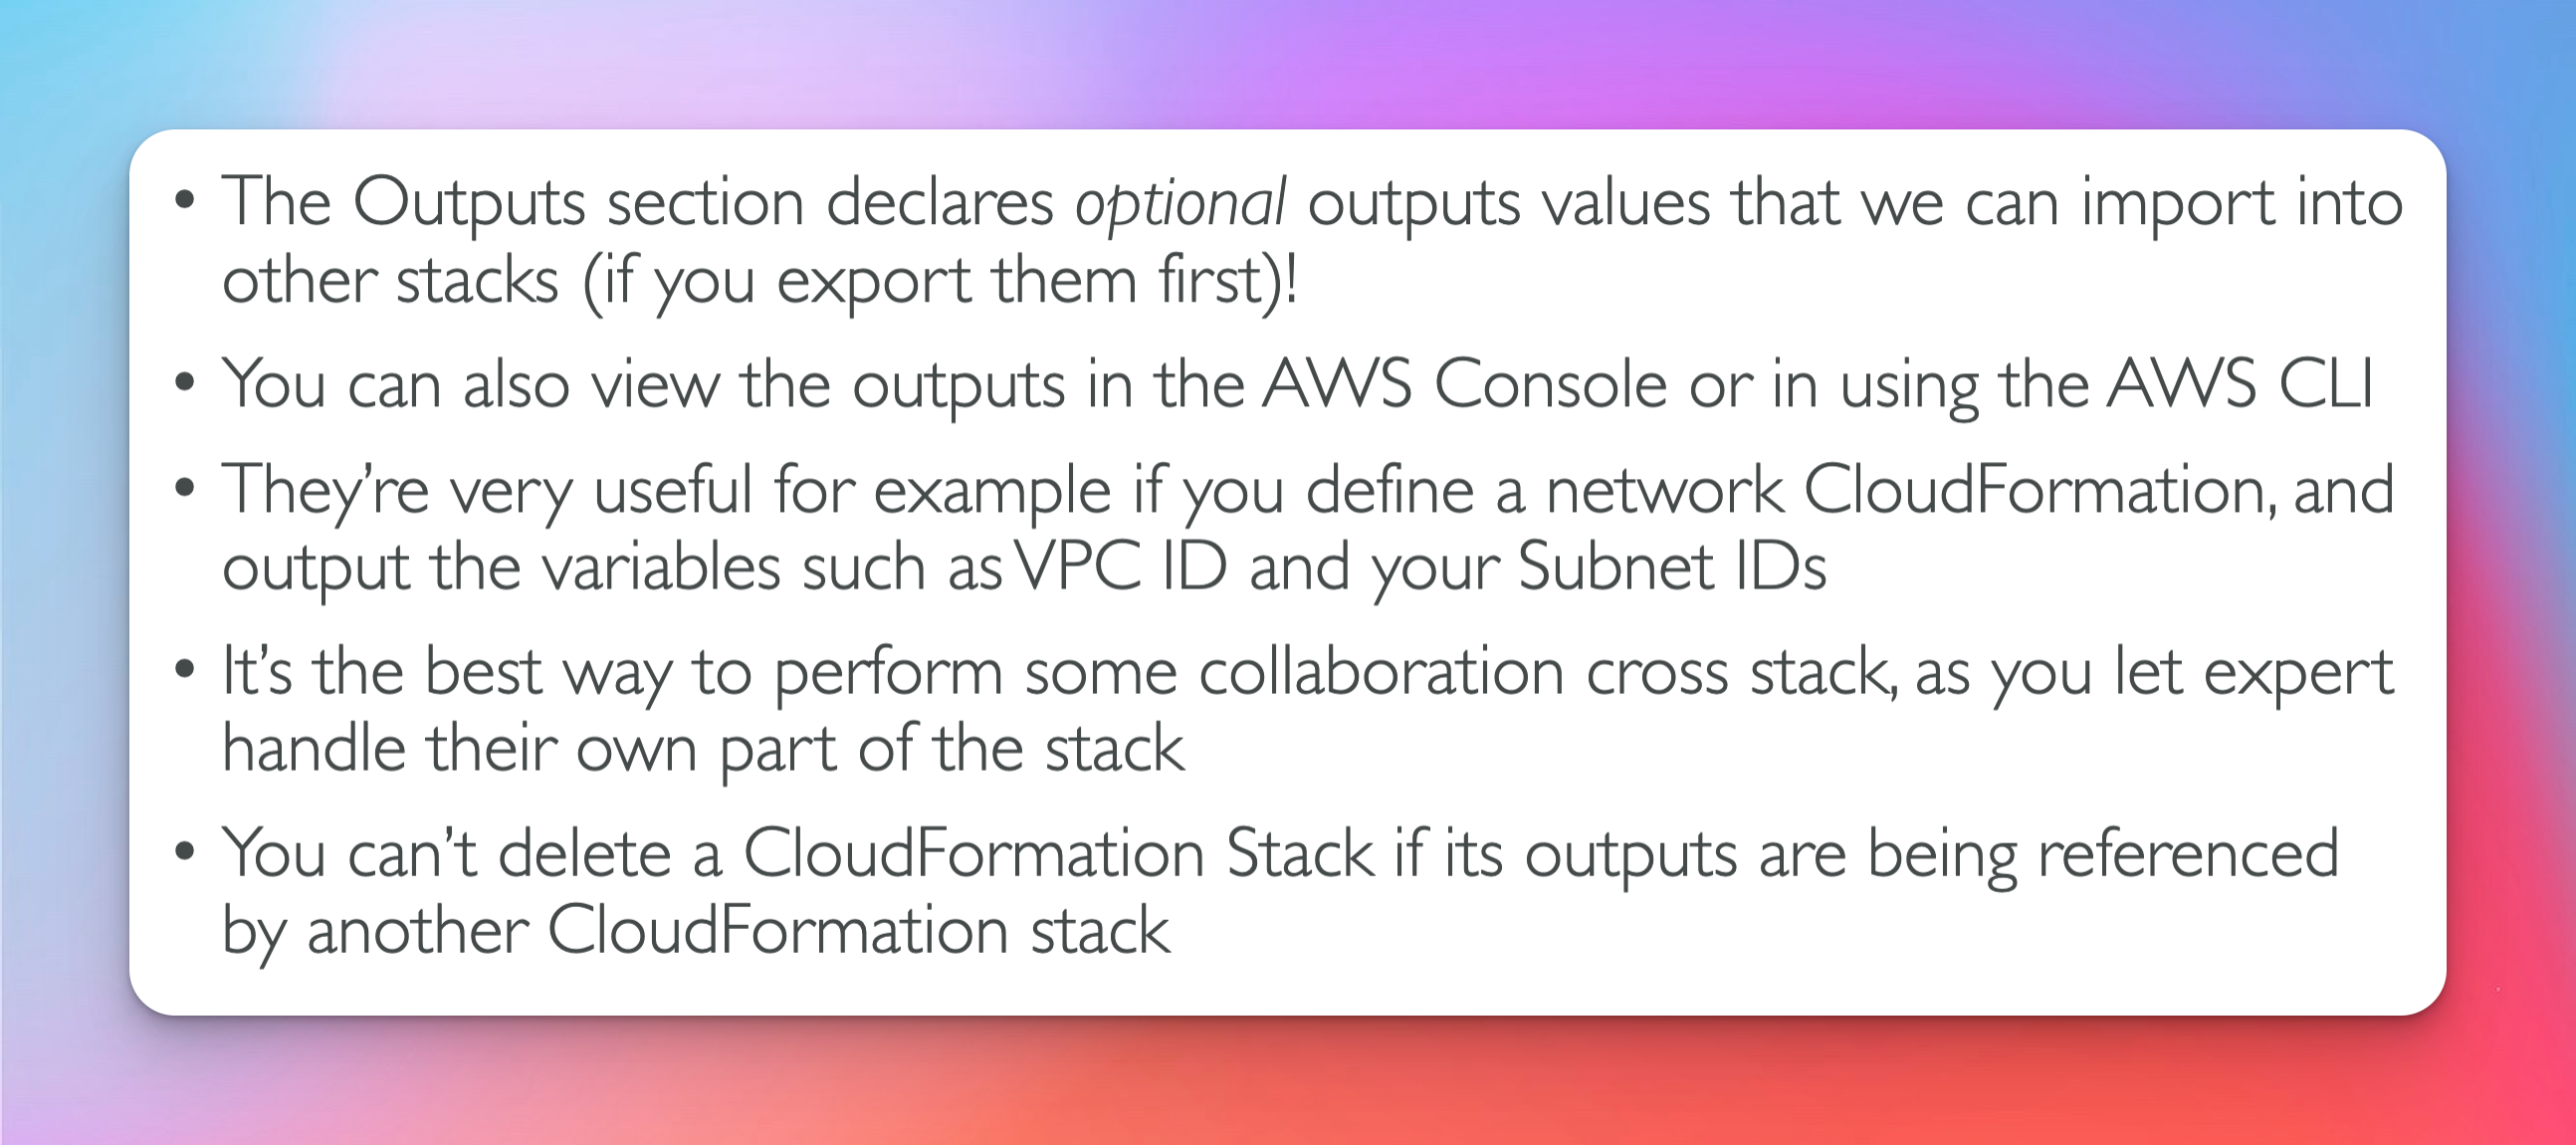 • The Outputs section declares optional outputs values that we can import into
other stacks (if you export them first)!
• You can also view the outputs in the AWS Console or in using the AWS CLI
• They’re very useful for example if you define a network CloudFormation, and
output the variables such as VPC ID and your Subnet IDs
• It’s the best way to perform some collaboration cross stack, as you let expert
handle their own part of the stack
• You can’t delete a CloudFormation Stack if its outputs are being referenced
by another CloudFormation stack